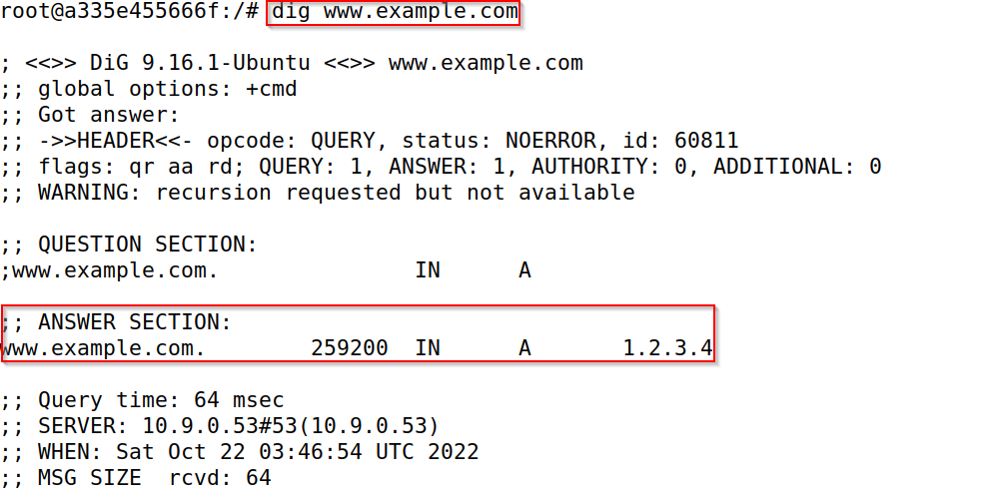 root@a335e455666f:/# dig www.example.com
; <<>> DiG 9.16.1-Ubuntu <<>> www.example.com
;; global options: +cmd
;; Got answer:
;; ->>HEADER<<- opcode: QUERY, status: NOERROR, id: 60811
;; flags: qr aa rd; QUERY: 1, ANSWER: 1, AUTHORITY: 0, ADDITIONAL: 0
;; WARNING: recursion requested but not available
;; QUESTION SECTION:
;www.example.com. IN A
;; ANSWER SECTION:
www.example.com. 259200 IN A 1.2.3.4
;; Query time: 64 msec
;; SERVER: 10.9.0.53#53(10.9.0.53)
;; WHEN: Sat Oct 22 03:46:54 UTC 2022
;; MSG SIZE rcvd: 64